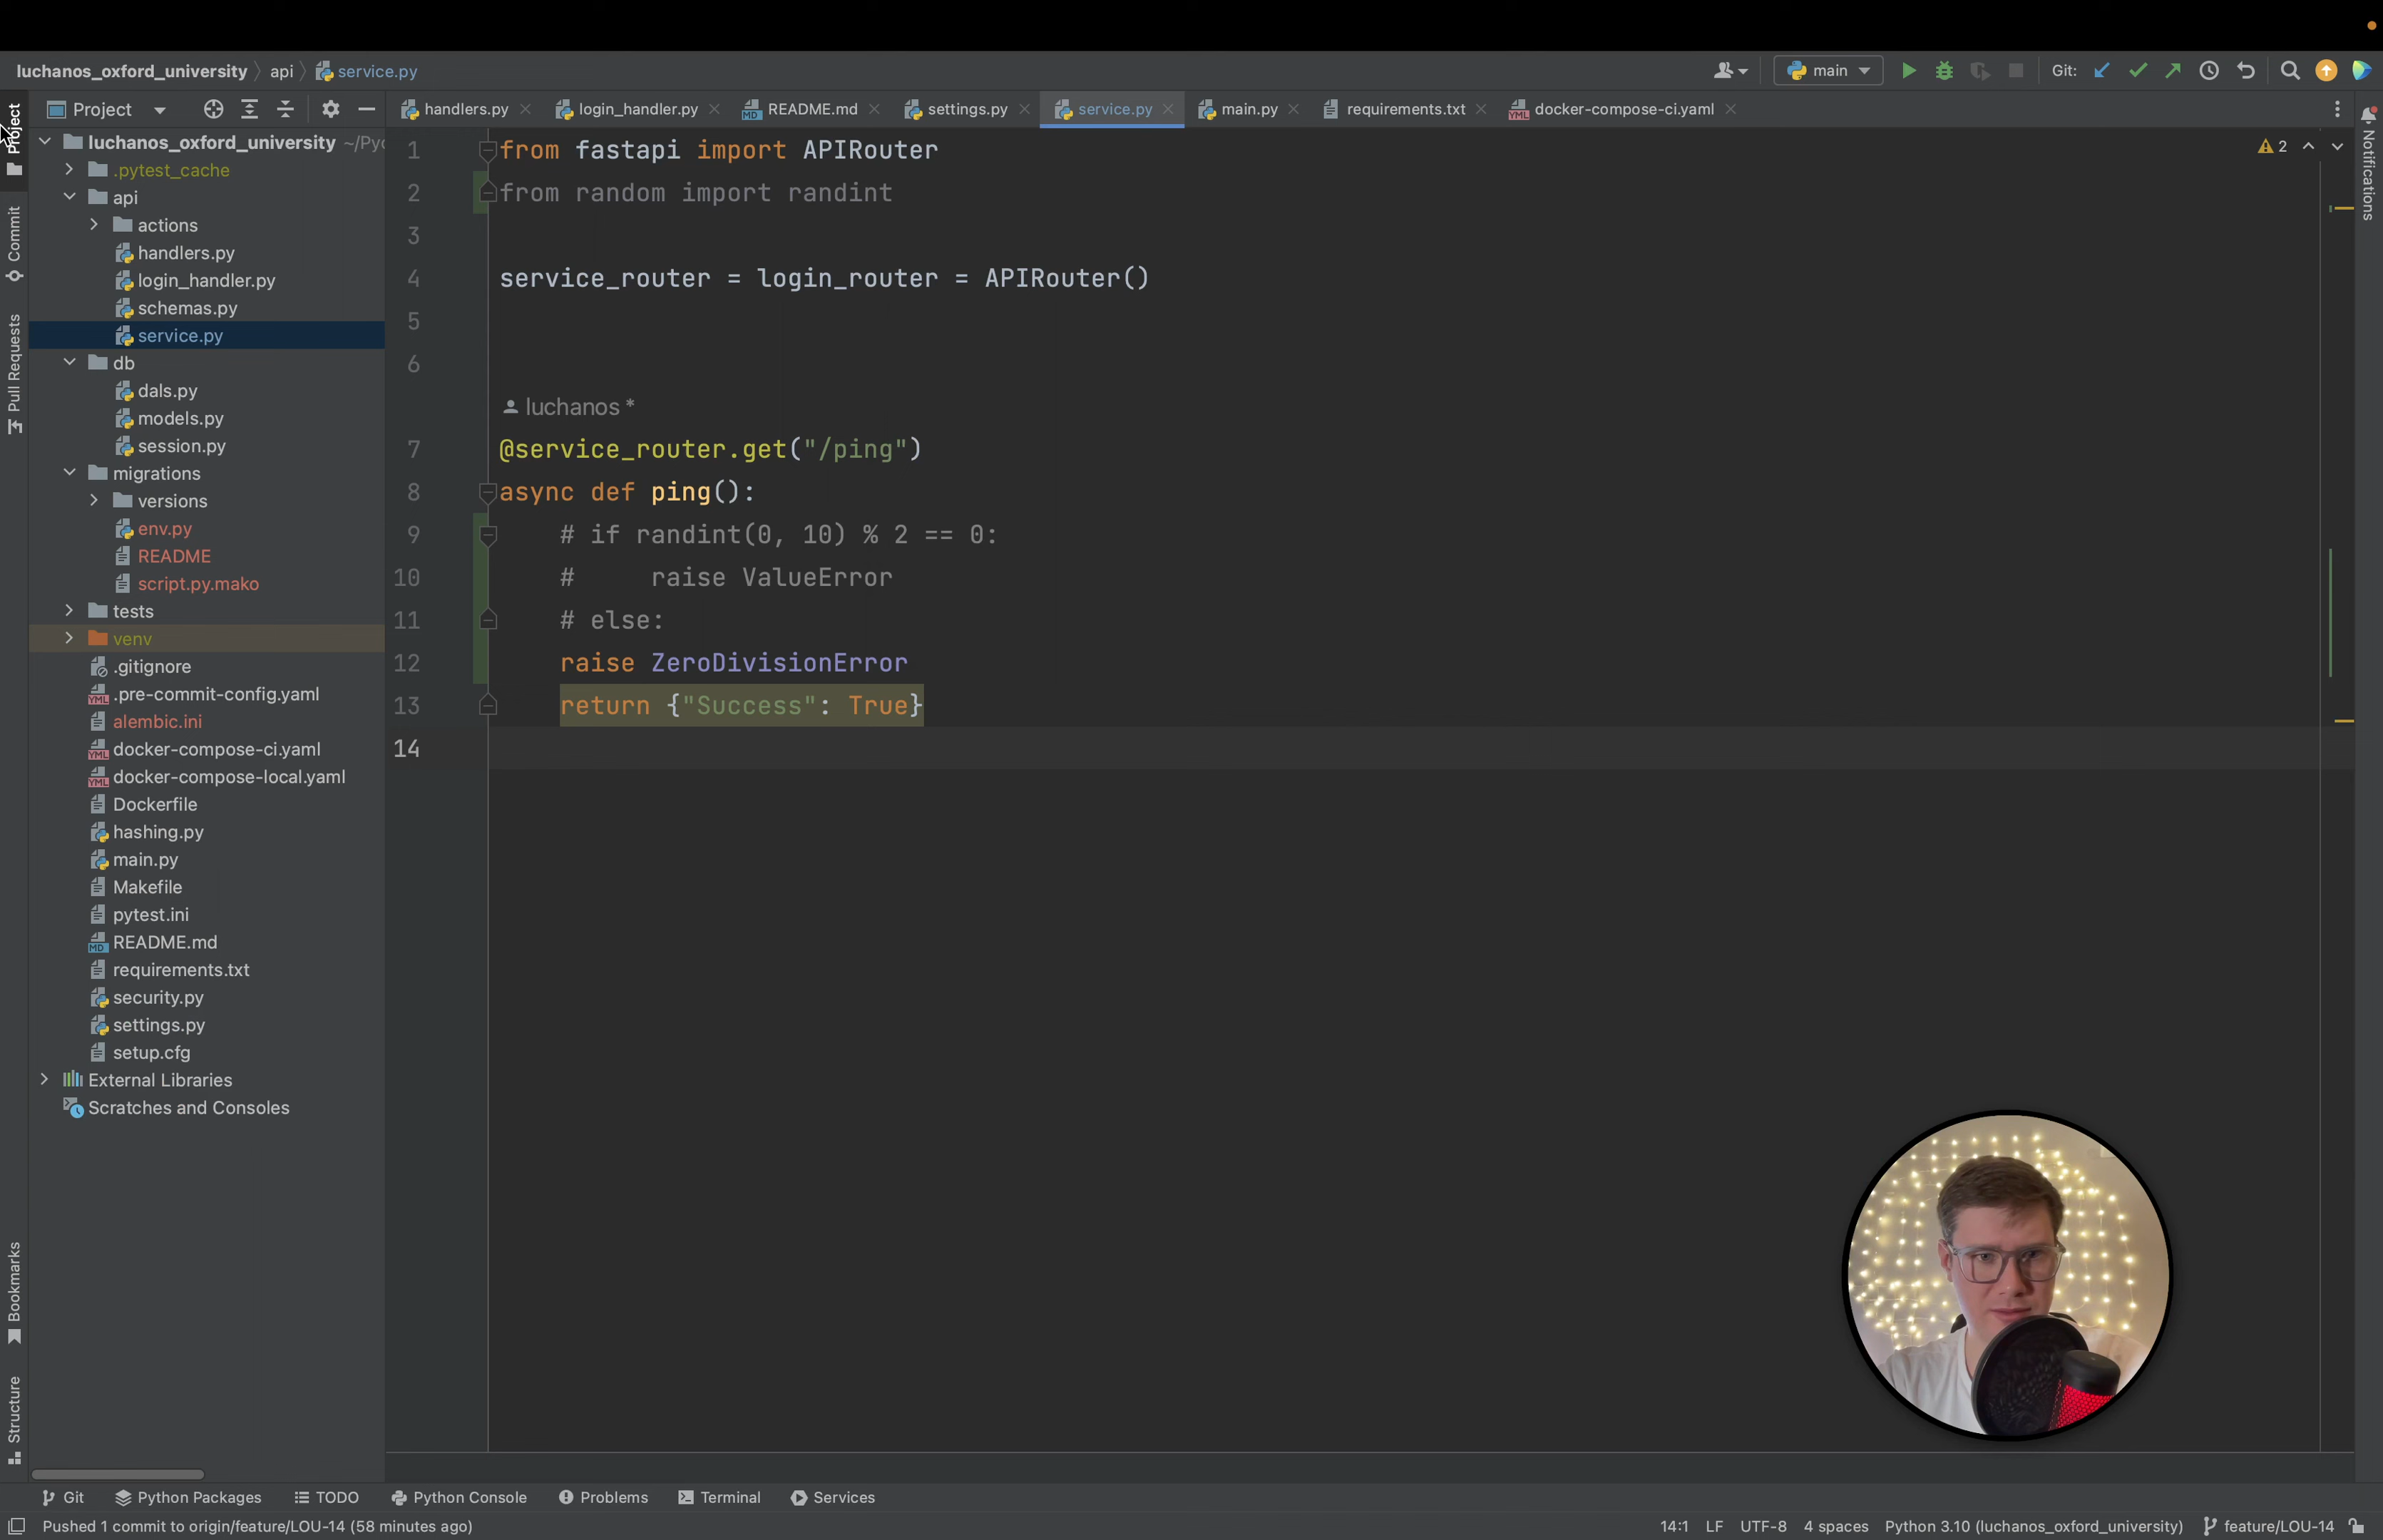 luchanos_oxford_university
api
service.py
main
Git:
Project
handlers.py
login_handler.py
README.md
settings.py
service.py
main.py
requirements.txt
docker-compose-ci.yaml
Project
Commit
Pull Requests
Bookmarks
Structure
luchanos_oxford_university ~/Pyc
.pytest_cache
api
actions
handlers.py
login_handler.py
schemas.py
service.py
db
dals.py
models.py
session.py
migrations
versions
env.py
README
script.py.mako
tests
venv
.gitignore
.pre-commit-config.yaml
alembic.ini
docker-compose-ci.yaml
docker-compose-local.yaml
Dockerfile
hashing.py
main.py
Makefile
pytest.ini
README.md
requirements.txt
security.py
settings.py
setup.cfg
External Libraries
Scratches and Consoles
1 from fastapi import APIRouter
2 from random import randint
3
4 service_router = login_router = APIRouter()
5
6
luchanos *
7 @service_router.get("/ping")
8 async def ping():
9 # if randint(0, 10) % 2 == 0:
10 #     raise ValueError
11 # else:
12 raise ZeroDivisionError
13 return {"Success": True}
14
2
Notifications
Git
Python Packages
TODO
Python Console
Problems
Terminal
Services
Pushed 1 commit to origin/feature/LOU-14 (58 minutes ago)
14:1
LF
UTF-8
4 spaces
Python 3.10 (luchanos_oxford_university)
feature/LOU-14